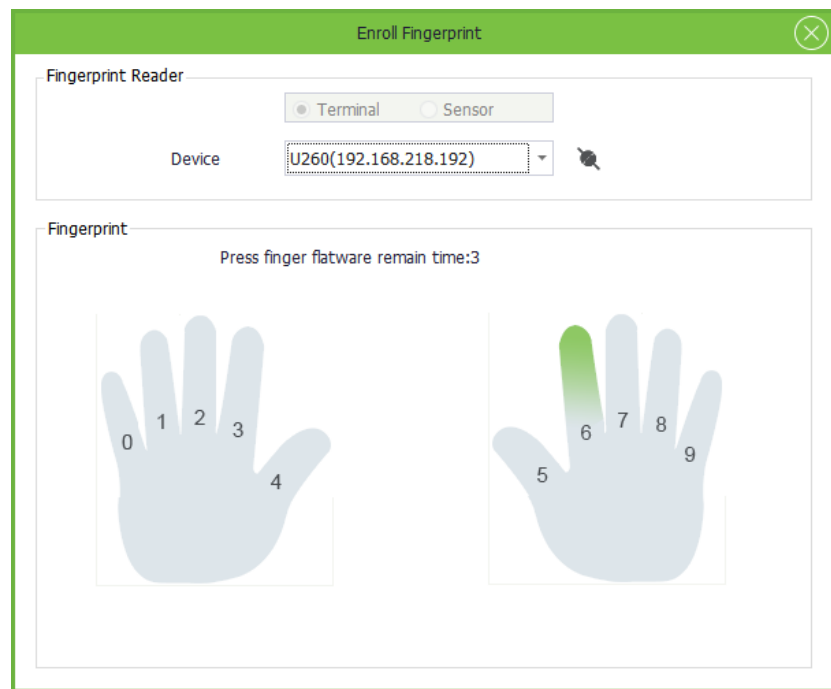 Enroll Fingerprint
Fingerprint Reader
Terminal Sensor
Device U260(192.168.218.192)
Fingerprint
Press finger flatware remain time:3
0 1 2 3 4
5 6 7 8 9